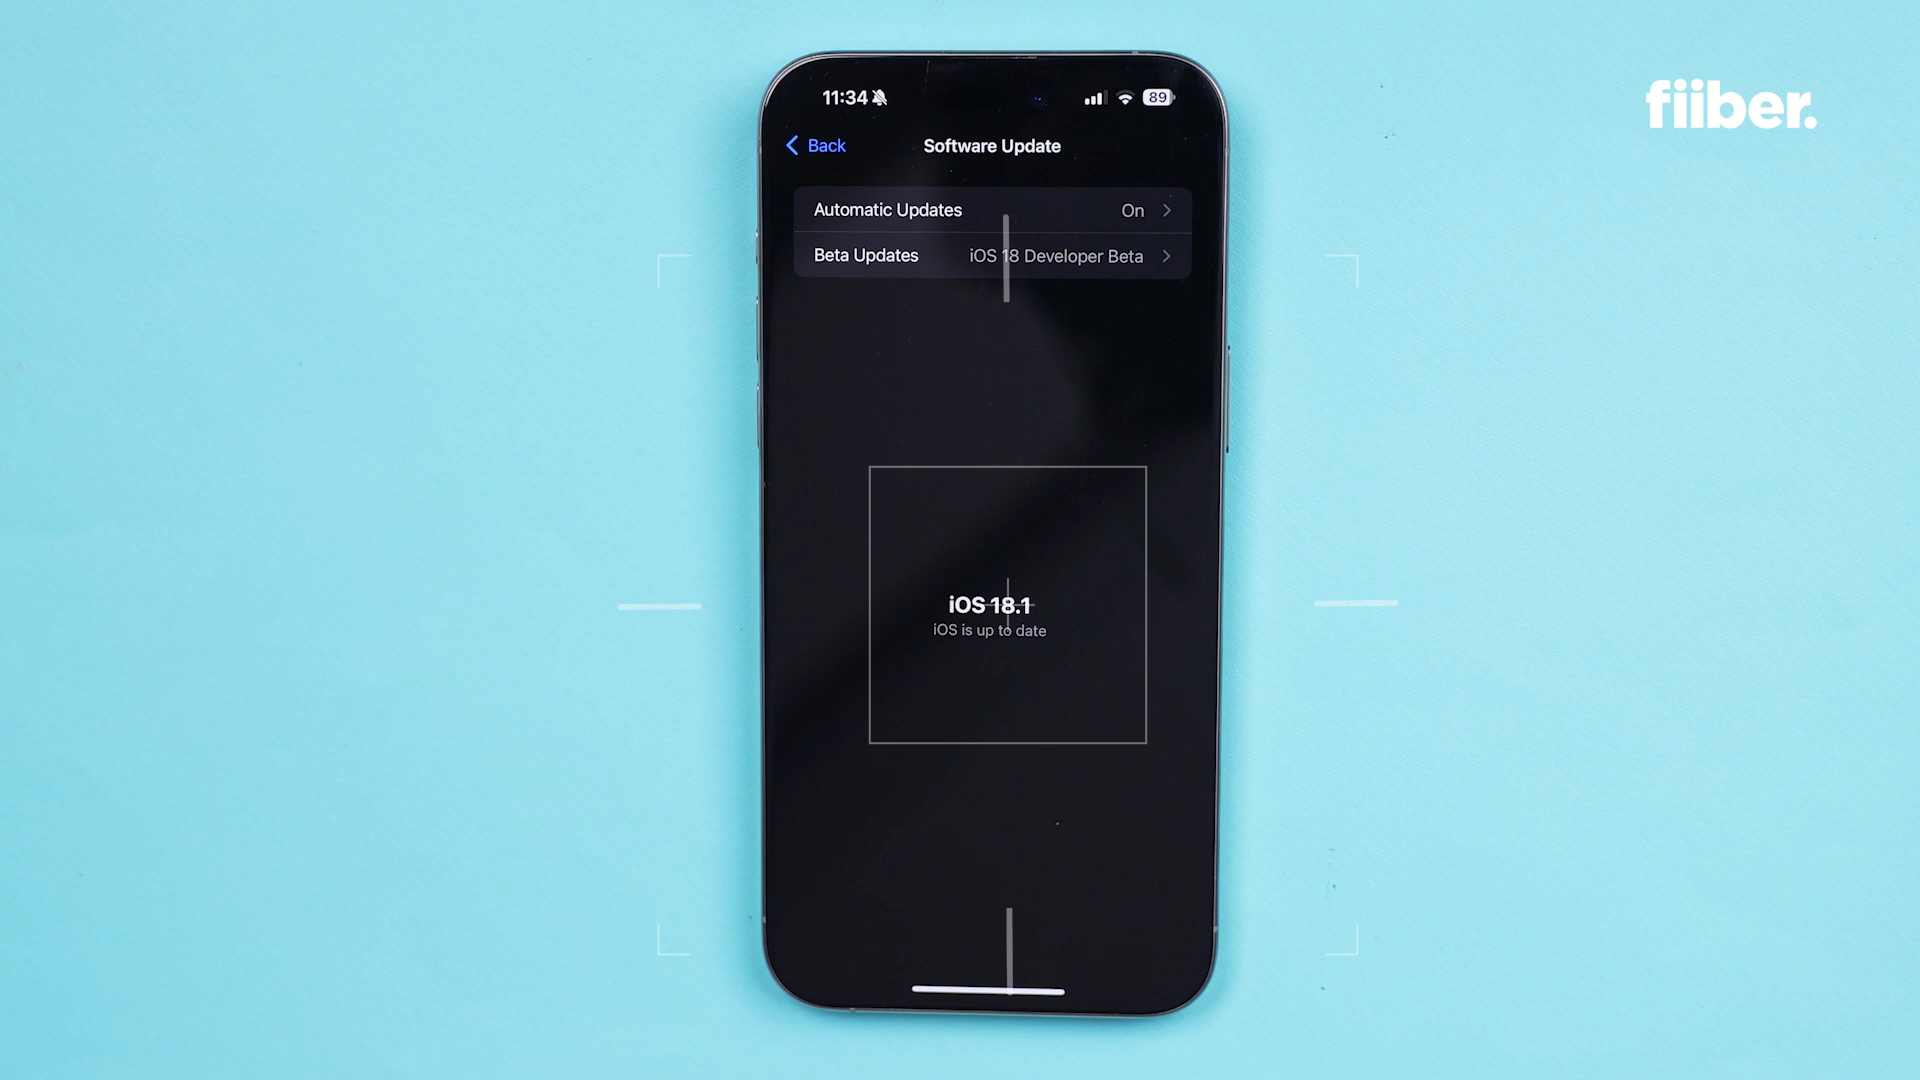 fiiber.
11:34
89
Back
Software Update
Automatic Updates On
Beta Updates iOS 18 Developer Beta
iOS 18.1
iOS is up to date